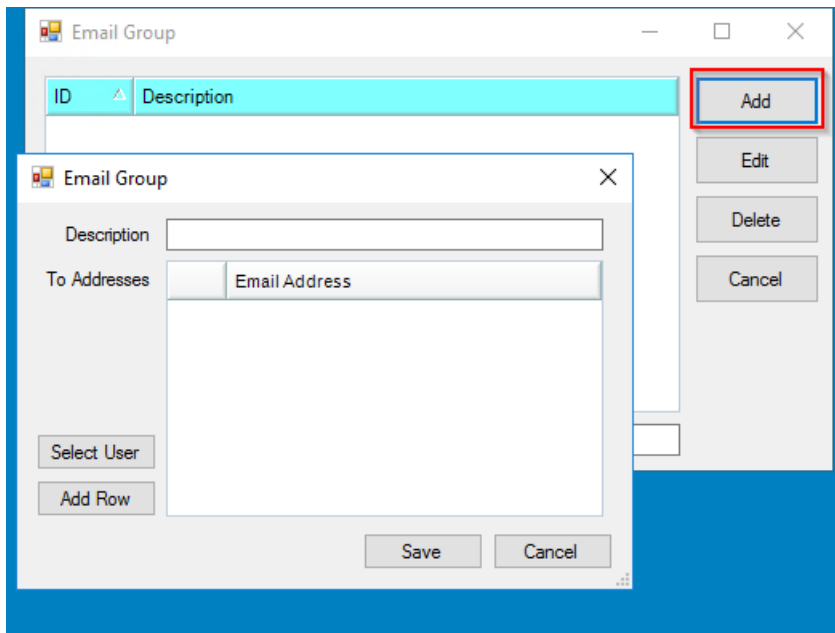 Email Group
ID Description
Add
Edit
Delete
Cancel
Email Group
Description
To Addresses
Email Address
Select User
Add Row
Save Cancel